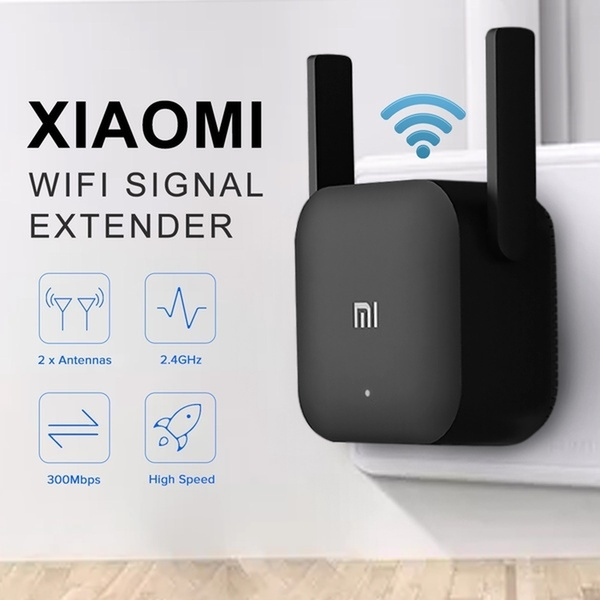 XIAOMI
WIFI SIGNAL
EXTENDER
2 x Antennas
2.4GHz
300Mbps
High Speed
MI